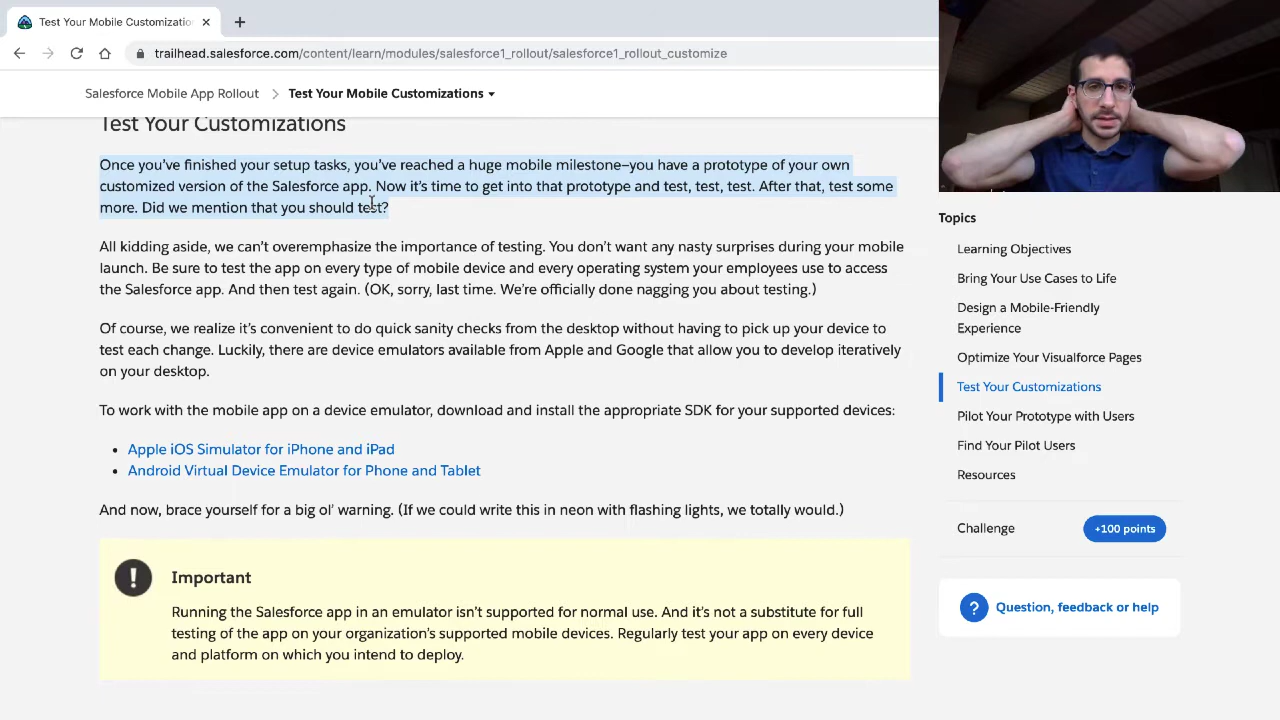 Test Your Mobile Customizatio
trailhead.salesforce.com/content/learn/modules/salesforce1_rollout/salesforce1_rollout_customize
Salesforce Mobile App Rollout
Test Your Mobile Customizations
Test Your Customizations
Once you’ve finished your setup tasks, you’ve reached a huge mobile milestone—you have a prototype of your own
customized version of the Salesforce app. Now it’s time to get into that prototype and test, test, test. After that, test some
more. Did we mention that you should test?
All kidding aside, we can’t overemphasize the importance of testing. You don’t want any nasty surprises during your mobile
launch. Be sure to test the app on every type of mobile device and every operating system your employees use to access
the Salesforce app. And then test again. (OK, sorry, last time. We’re officially done nagging you about testing.)
Of course, we realize it’s convenient to do quick sanity checks from the desktop without having to pick up your device to
test each change. Luckily, there are device emulators available from Apple and Google that allow you to develop iteratively
on your desktop.
To work with the mobile app on a device emulator, download and install the appropriate SDK for your supported devices:
• Apple iOS Simulator for iPhone and iPad
• Android Virtual Device Emulator for Phone and Tablet
And now, brace yourself for a big ol’ warning. (If we could write this in neon with flashing lights, we totally would.)
!
Important
Running the Salesforce app in an emulator isn’t supported for normal use. And it’s not a substitute for full
testing of the app on your organization’s supported mobile devices. Regularly test your app on every device
and platform on which you intend to deploy.
Topics
Learning Objectives
Bring Your Use Cases to Life
Design a Mobile-Friendly
Experience
Optimize Your Visualforce Pages
Test Your Customizations
Pilot Your Prototype with Users
Find Your Pilot Users
Resources
Challenge
+100 points
? Question, feedback or help